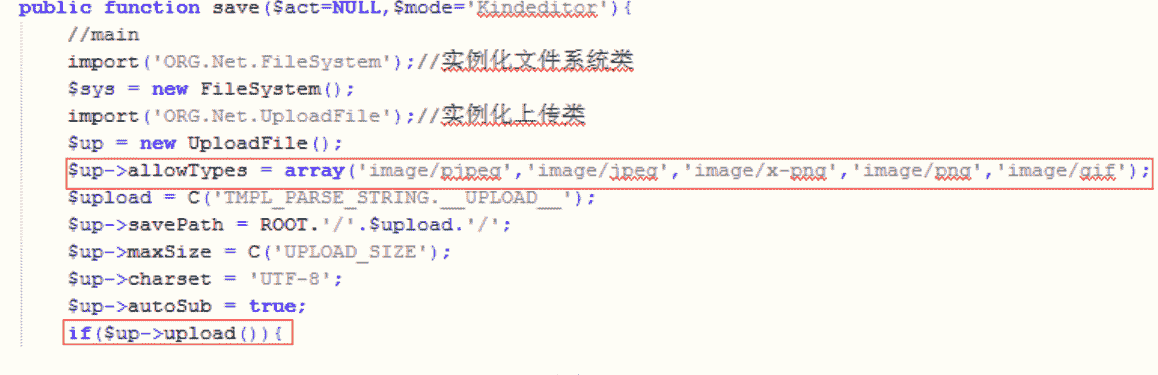 public function save($act=NULL,$mode='Kindeditor'){
//main
import('ORG.Net.FileSystem');//实例化文件系统类
$sys = new FileSystem();
import('ORG.Net.UploadFile');//实例化上传类
$up = new UploadFile();
$up->allowTypes = array('image/pjpeg','image/jpeg','image/x-png','image/png','image/gif');
$upload = C('TMPL_PARSE_STRING.__UPLOAD__');
$up->savePath = ROOT.'/'.$upload.'/';
$up->maxSize = C('UPLOAD_SIZE');
$up->charset = 'UTF-8';
$up->autoSub = true;
if($up->upload()){